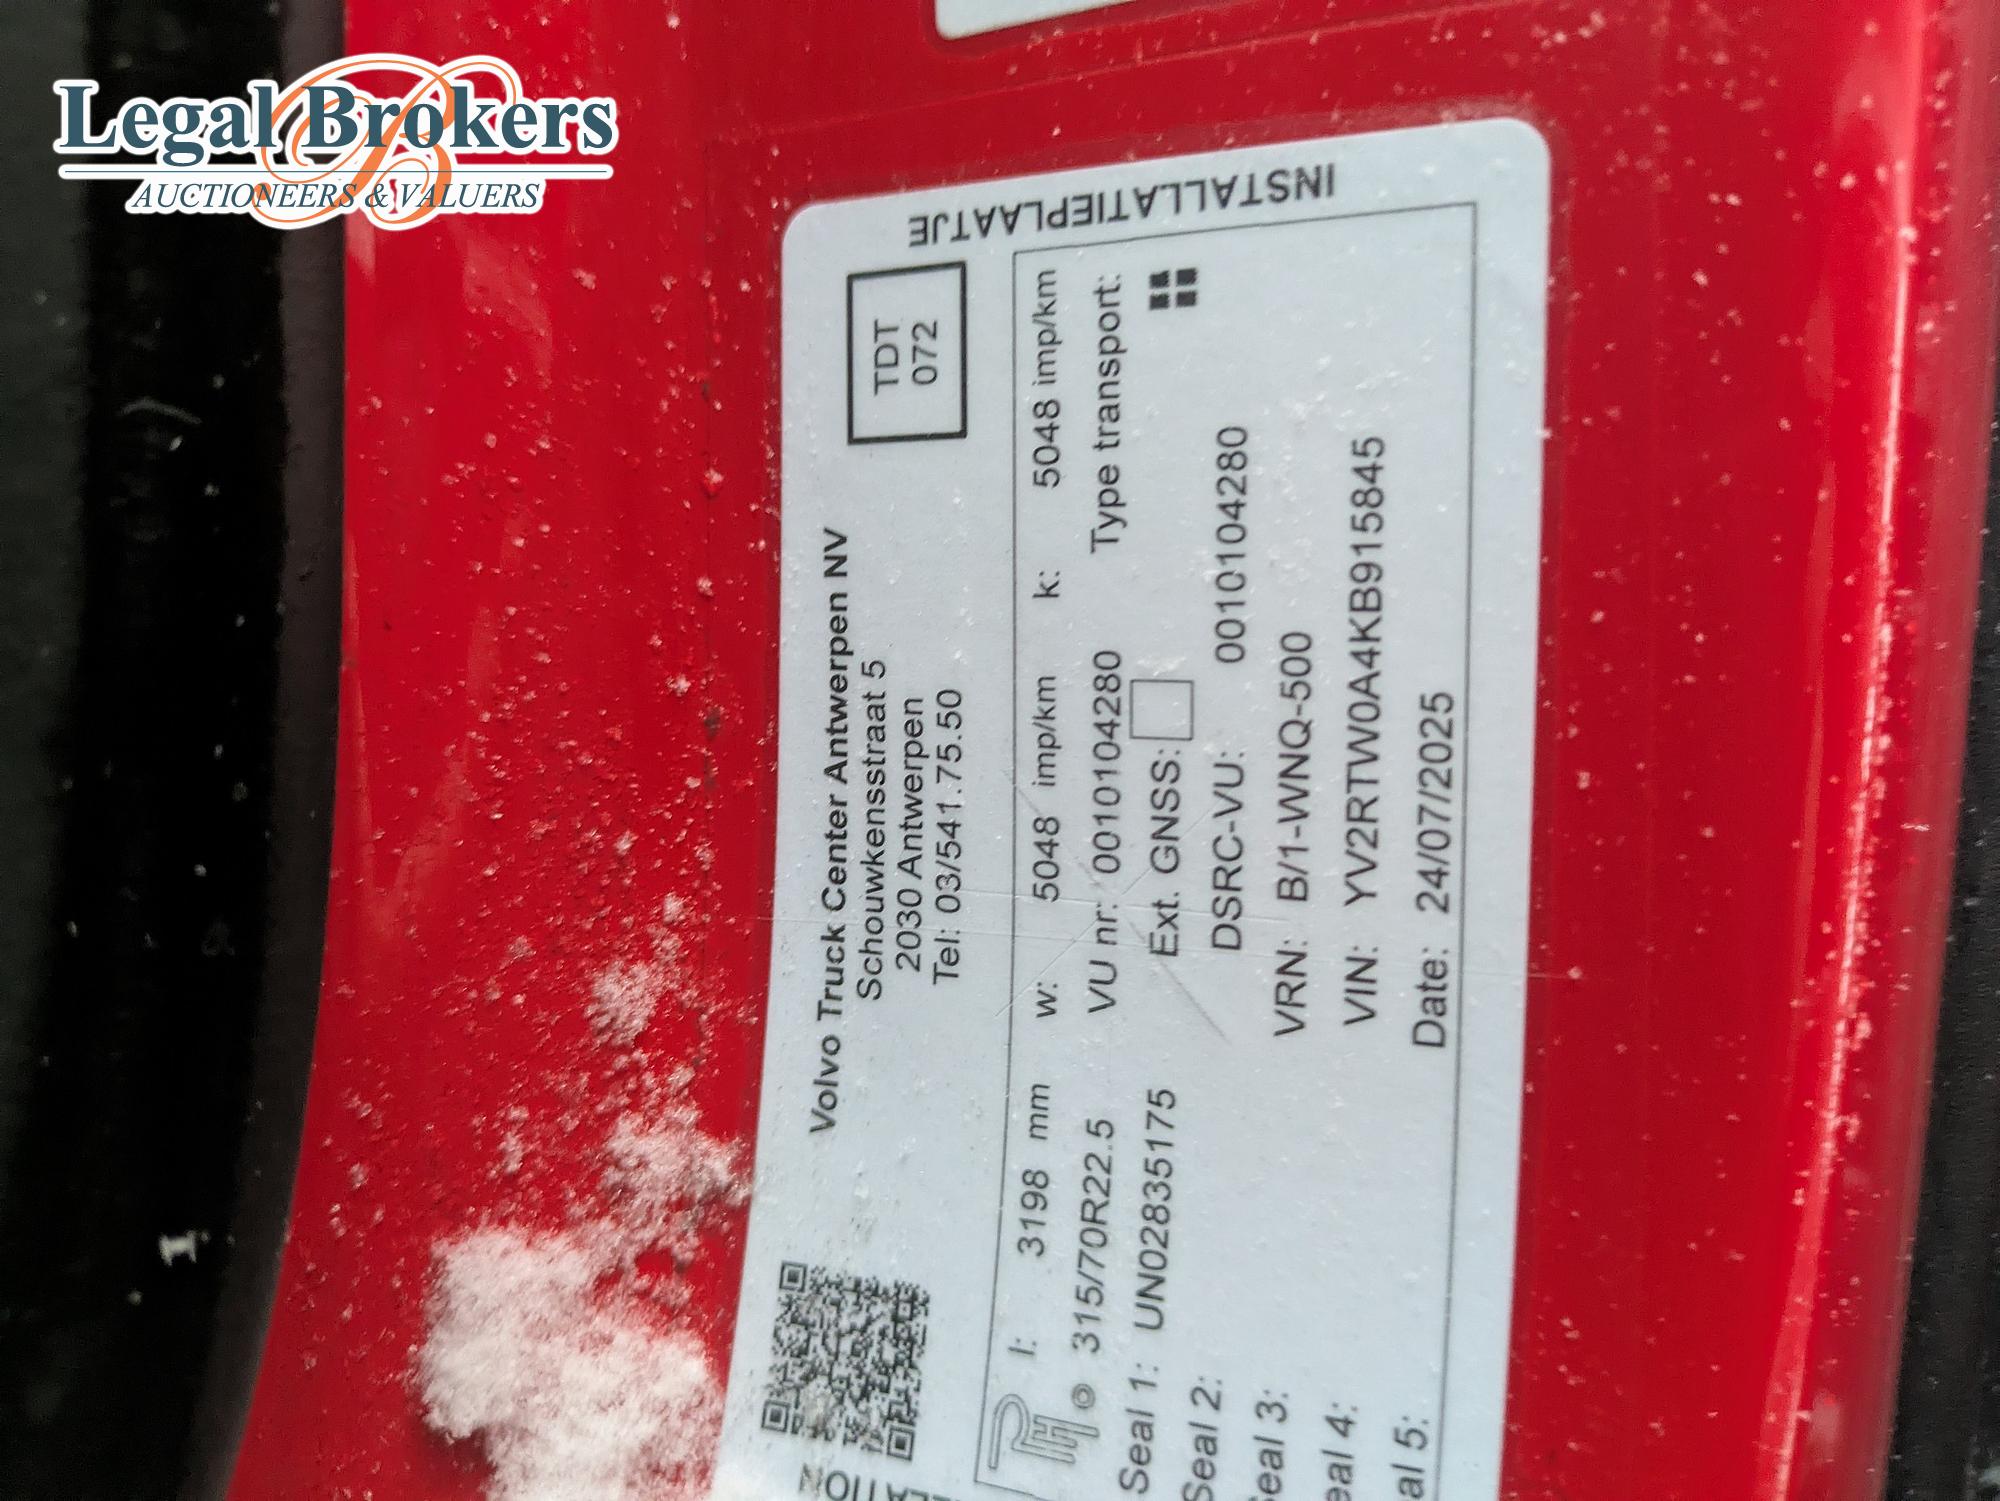 Legal Brokers
AUCTIONEERS & VALUERS
INSTALLATIEPLAATJE
Volvo Truck Center Antwerpen NV
Schouwkensstraat 5
2030 Antwerpen
Tel: 03/541.75.50
TDT
072
l: 3198 mm w: 5048 imp/km k: 5048 imp/km
315/70R22.5 VU nr: 0010104280 Type transport:
Seal 1: UN02835175 Ext. GNSS:
Seal 2: DSRC-VU: 0010104280
Seal 3: VRN: B/1-WNQ-500
Seal 4: VIN: YV2RTW0A4KB915845
al 5: Date: 24/07/2025